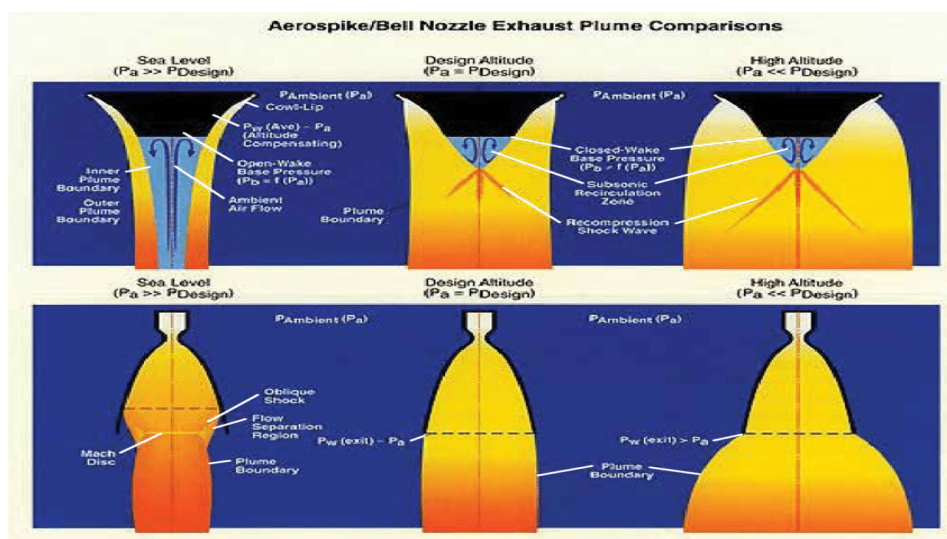 Aerospike/Bell Nozzle Exhaust Plume Comparisons
Sea Level
(Pa >> PDesign)
Design Altitude
(Pa = PDesign)
High Altitude
(Pa << PDesign)
PAmbient (Pa)
Cowl-Lip
Pw (Ave) ~ Pa
(Altitude
Compensating)
Open-Wake
Base Pressure
(Pb = f (Pa))
Ambient
Air Flow
Inner
Plume
Boundary
Outer
Plume
Boundary
PAmbient (Pa)
Closed-Wake
Base Pressure
(Pb ≠ f (Pa))
Subsonic
Recirculation
Zone
Plume
Boundary
Recompression
Shock Wave
Sea Level
(Pa >> PDesign)
Design Altitude
(Pa = PDesign)
High Altitude
(Pa << PDesign)
PAmbient (Pa)
PAmbient (Pa)
Oblique
Shock
Flow
Separation
Region
Mach
Disc
Plume
Boundary
Pw (exit) ~ Pa
Pw (exit) > Pa
Plume
Boundary